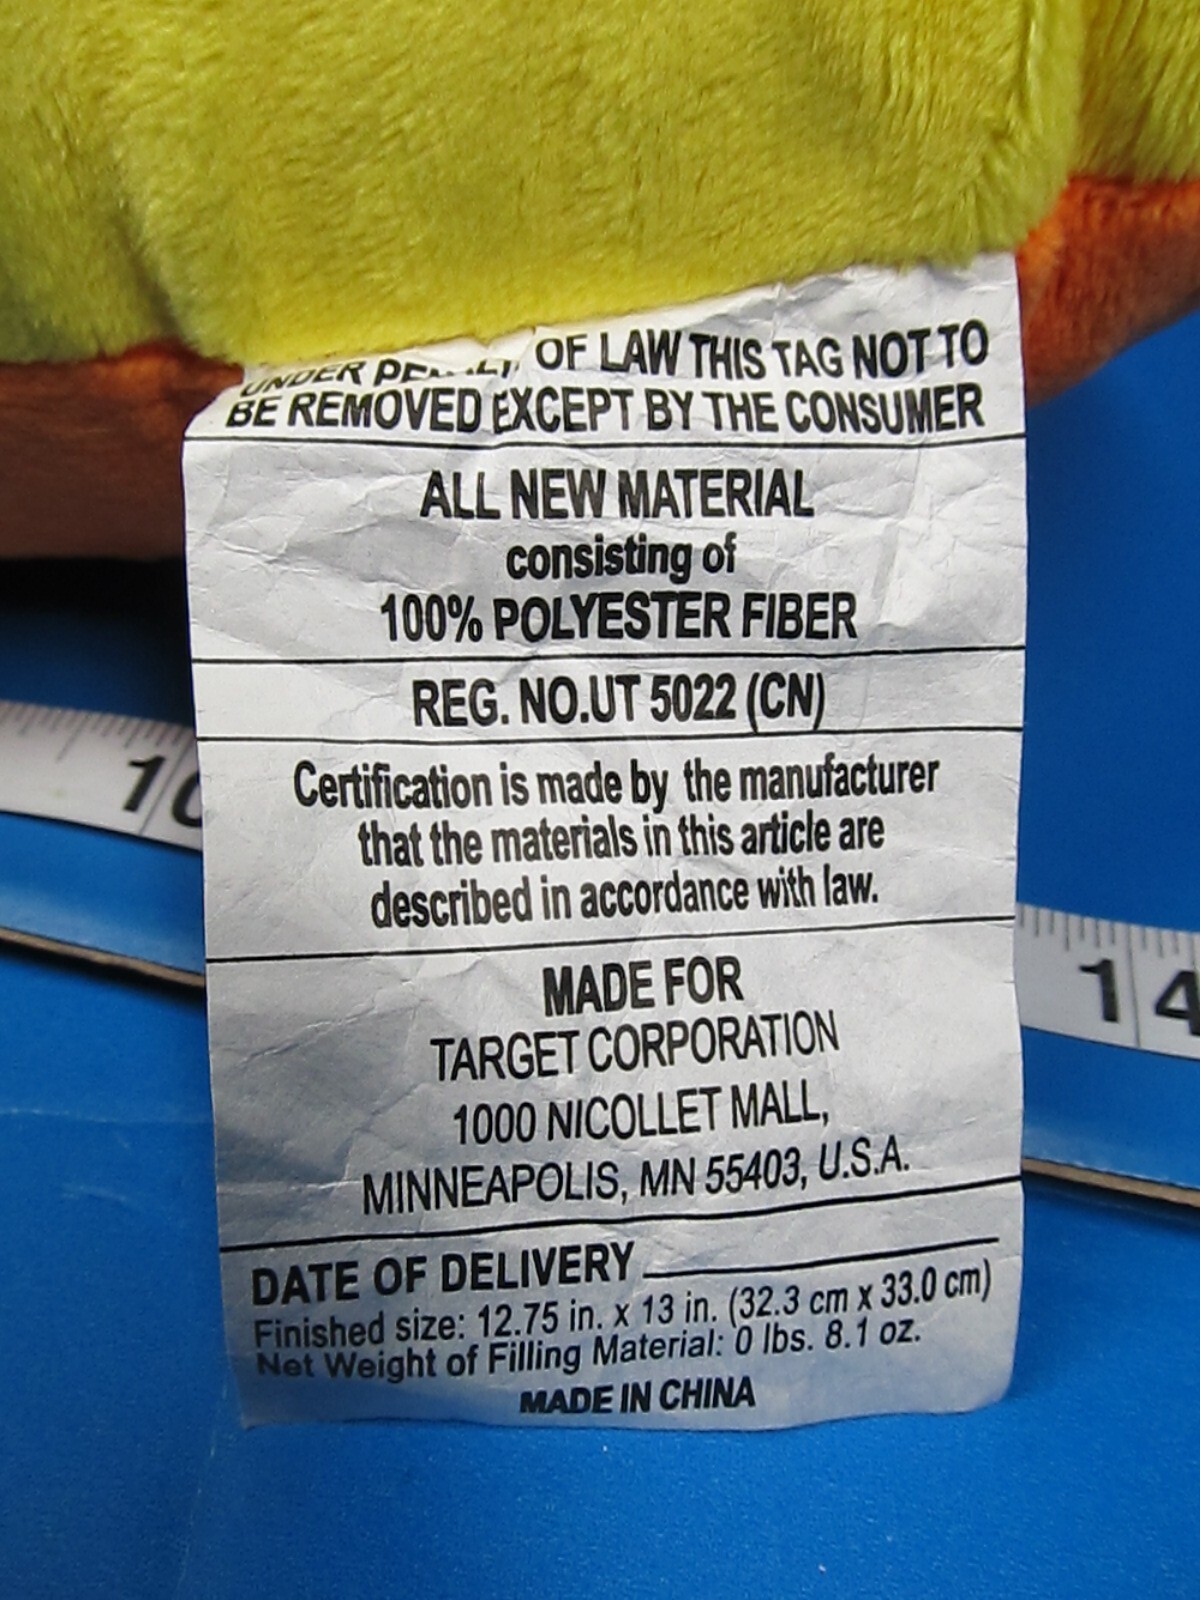 UNDER PENALTY OF LAW THIS TAG NOT TO
BE REMOVED EXCEPT BY THE CONSUMER
ALL NEW MATERIAL
consisting of
100% POLYESTER FIBER
REG. NO.UT 5022 (CN)
Certification is made by the manufacturer
that the materials in this article are
described in accordance with law.
10
14
MADE FOR
TARGET CORPORATION
1000 NICOLLET MALL,
MINNEAPOLIS, MN 55403, U.S.A.
DATE OF DELIVERY
Finished size: 12.75 in. x 13 in. (32.3 cm x 33.0 cm)
Net Weight of Filling Material: 0 lbs. 8.1 oz.
MADE IN CHINA